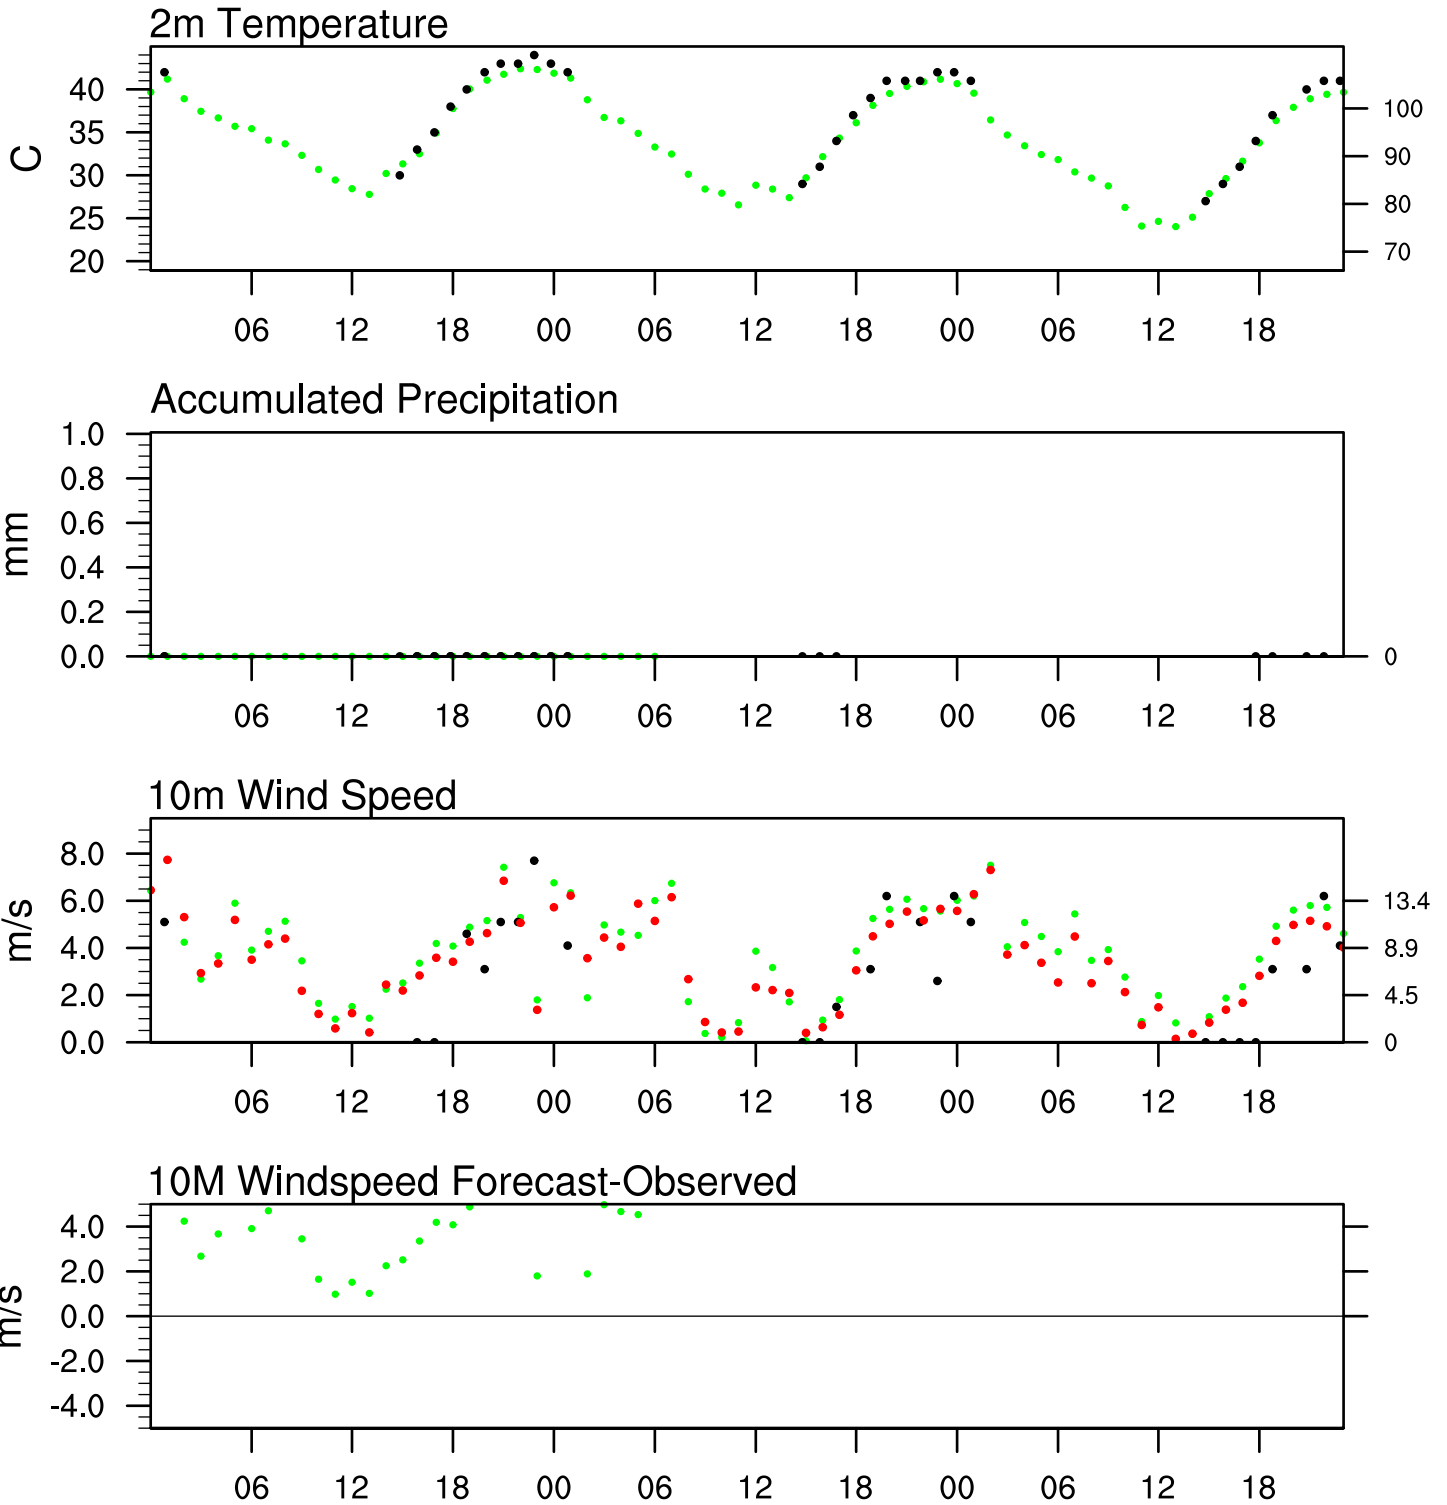 2m Temperature
C
40
35
30
25
20
100
90
80
70
06 12 18 00 06 12 18 00 06 12 18
Accumulated Precipitation
mm
1.0
0.8
0.6
0.4
0.2
0.0
0
06 12 18 00 06 12 18 00 06 12 18
10m Wind Speed
m/s
8.0
6.0
4.0
2.0
0.0
13.4
8.9
4.5
0
06 12 18 00 06 12 18 00 06 12 18
10M Windspeed Forecast-Observed
m/s
4.0
2.0
0.0
-2.0
-4.0
06 12 18 00 06 12 18 00 06 12 18